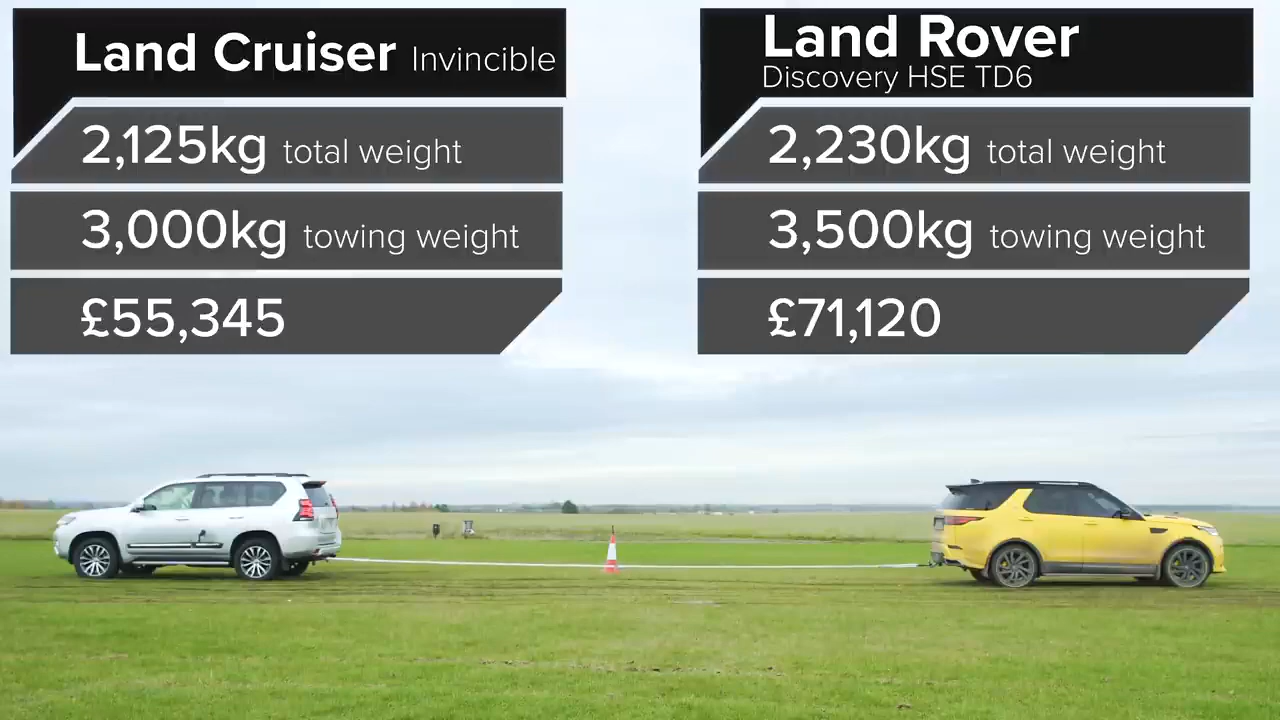 Land Cruiser Invincible
2,125kg total weight
3,000kg towing weight
£55,345
Land Rover
Discovery HSE TD6
2,230kg total weight
3,500kg towing weight
£71,120